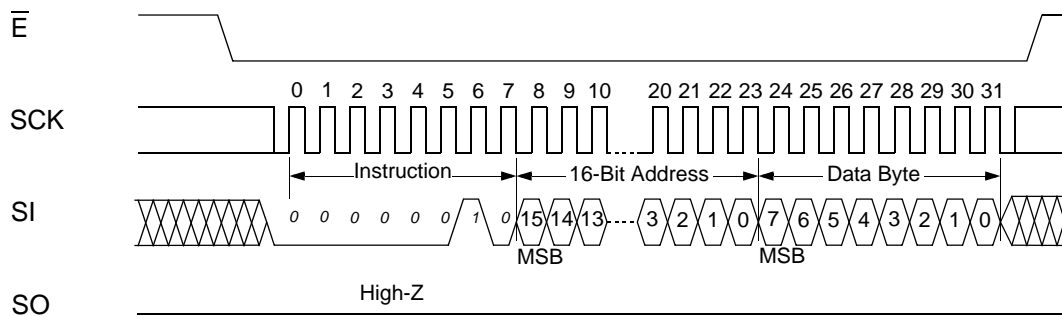 E
0 1 2 3 4 5 6 7 8 9 10 20 21 22 23 24 25 26 27 28 29 30 31
SCK
Instruction 16-Bit Address Data Byte
SI 0 0 0 0 0 0 1 0 15 14 13 3 2 1 0 7 6 5 4 3 2 1 0
MSB MSB
High-Z
SO